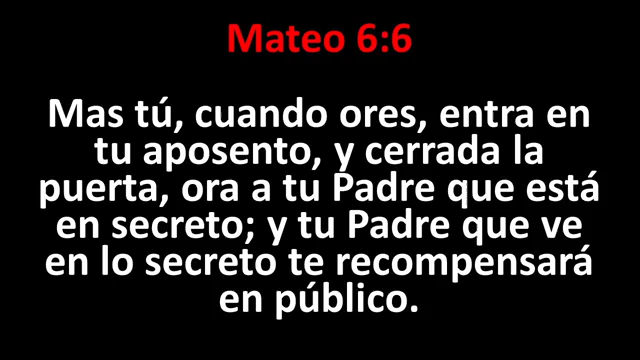 Mateo 6:6
Mas tú, cuando ores, entra en
tu aposento, y cerrada la
puerta, ora a tu Padre que está
en secreto; y tu Padre que ve
en lo secreto te recompensará
en público.